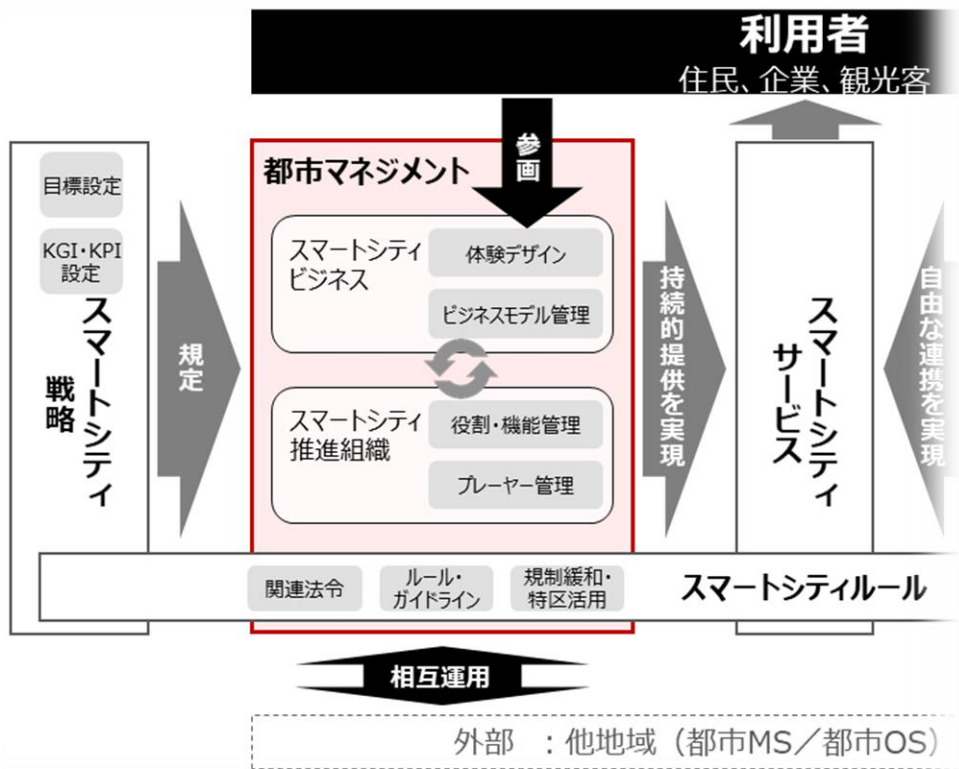 利用者
住民、企業、観光客
参画
目標設定
KGI・KPI
設定
スマートシティ
戦略
規定
都市マネジメント
スマートシティ
ビジネス
体験デザイン
ビジネスモデル管理
スマートシティ
推進組織
役割・機能管理
プレーヤー管理
持続的提供を実現
スマートシティ
サービス
自由な連携を実現
関連法令
ルール・
ガイドライン
規制緩和・
特区活用
スマートシティルール
相互運用
外部 :他地域（都市MS／都市OS）